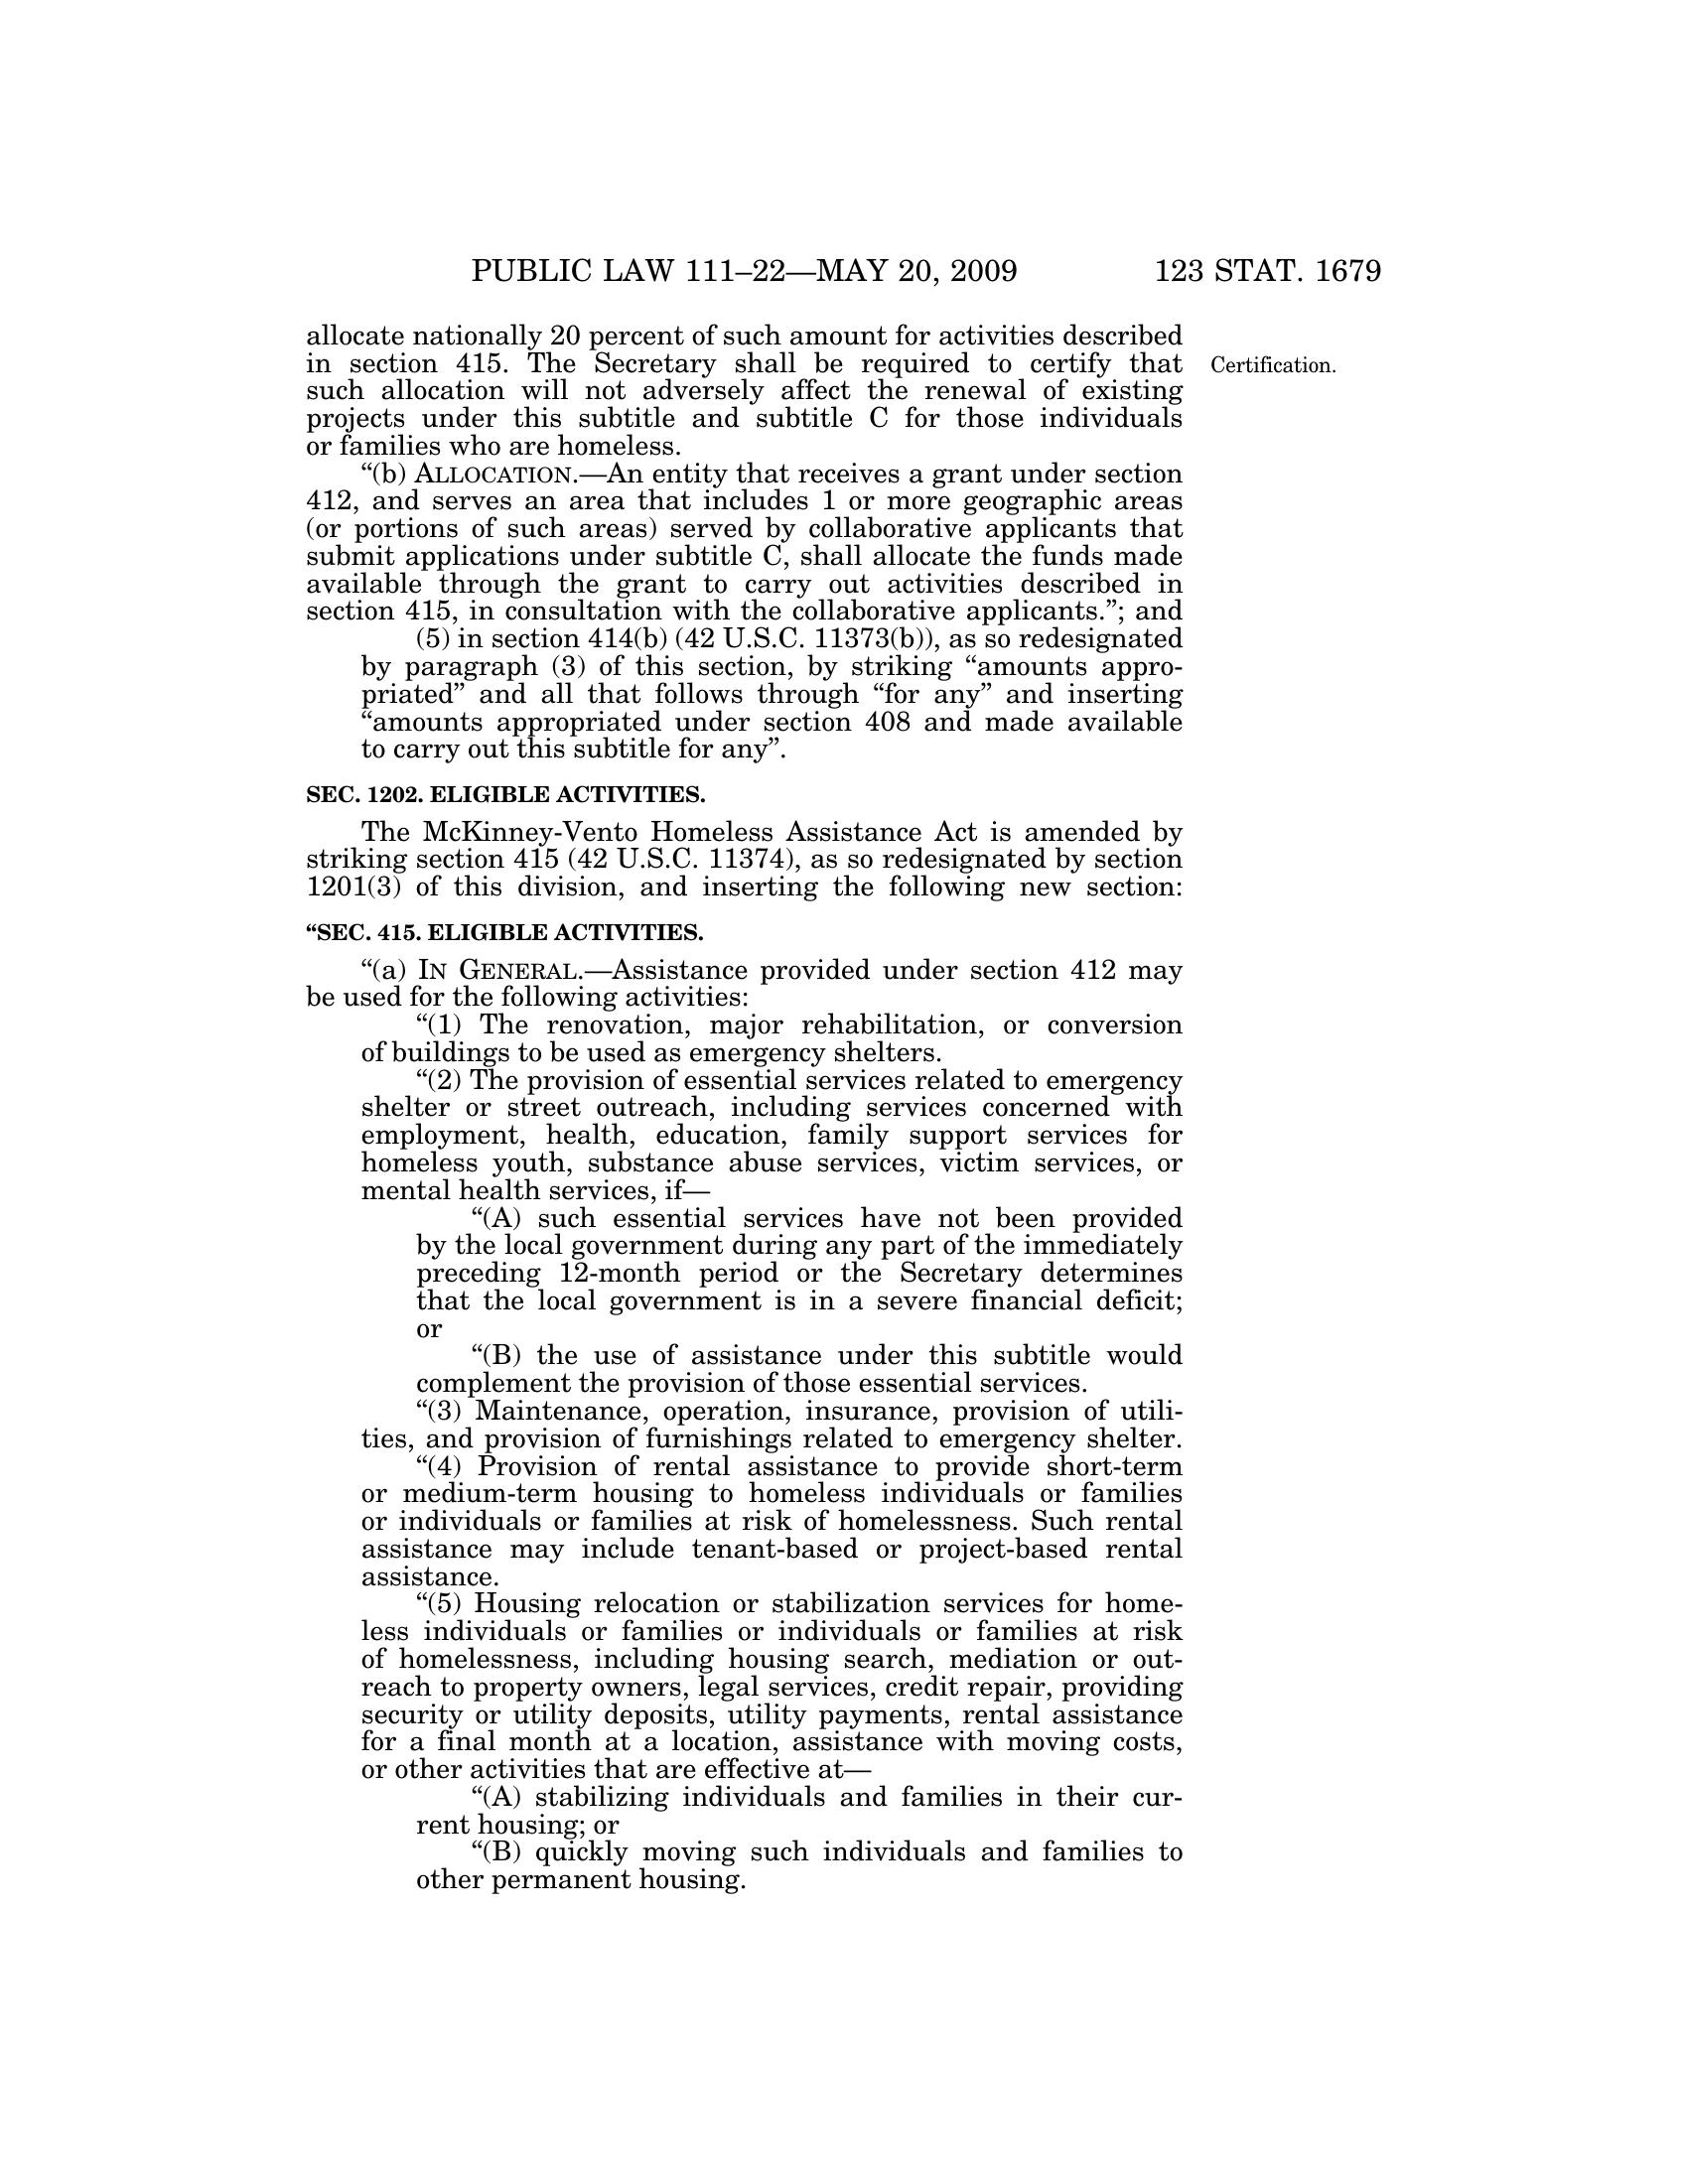 PUBLIC LAW 111–22—MAY 20, 2009 123 STAT. 1679
allocate nationally 20 percent of such amount for activities described
in section 415. The Secretary shall be required to certify that
such allocation will not adversely affect the renewal of existing
projects under this subtitle and subtitle C for those individuals
or families who are homeless.
Certification.
“(b) ALLOCATION.—An entity that receives a grant under section
412, and serves an area that includes 1 or more geographic areas
(or portions of such areas) served by collaborative applicants that
submit applications under subtitle C, shall allocate the funds made
available through the grant to carry out activities described in
section 415, in consultation with the collaborative applicants.”; and
(5) in section 414(b) (42 U.S.C. 11373(b)), as so redesignated
by paragraph (3) of this section, by striking “amounts appro-
priated” and all that follows through “for any” and inserting
“amounts appropriated under section 408 and made available
to carry out this subtitle for any”.
SEC. 1202. ELIGIBLE ACTIVITIES.
The McKinney-Vento Homeless Assistance Act is amended by
striking section 415 (42 U.S.C. 11374), as so redesignated by section
1201(3) of this division, and inserting the following new section:
“SEC. 415. ELIGIBLE ACTIVITIES.
“(a) IN GENERAL.—Assistance provided under section 412 may
be used for the following activities:
“(1) The renovation, major rehabilitation, or conversion
of buildings to be used as emergency shelters.
“(2) The provision of essential services related to emergency
shelter or street outreach, including services concerned with
employment, health, education, family support services for
homeless youth, substance abuse services, victim services, or
mental health services, if—
“(A) such essential services have not been provided
by the local government during any part of the immediately
preceding 12-month period or the Secretary determines
that the local government is in a severe financial deficit;
or
“(B) the use of assistance under this subtitle would
complement the provision of those essential services.
“(3) Maintenance, operation, insurance, provision of utili-
ties, and provision of furnishings related to emergency shelter.
“(4) Provision of rental assistance to provide short-term
or medium-term housing to homeless individuals or families
or individuals or families at risk of homelessness. Such rental
assistance may include tenant-based or project-based rental
assistance.
“(5) Housing relocation or stabilization services for home-
less individuals or families or individuals or families at risk
of homelessness, including housing search, mediation or out-
reach to property owners, legal services, credit repair, providing
security or utility deposits, utility payments, rental assistance
for a final month at a location, assistance with moving costs,
or other activities that are effective at—
“(A) stabilizing individuals and families in their cur-
rent housing; or
“(B) quickly moving such individuals and families to
other permanent housing.